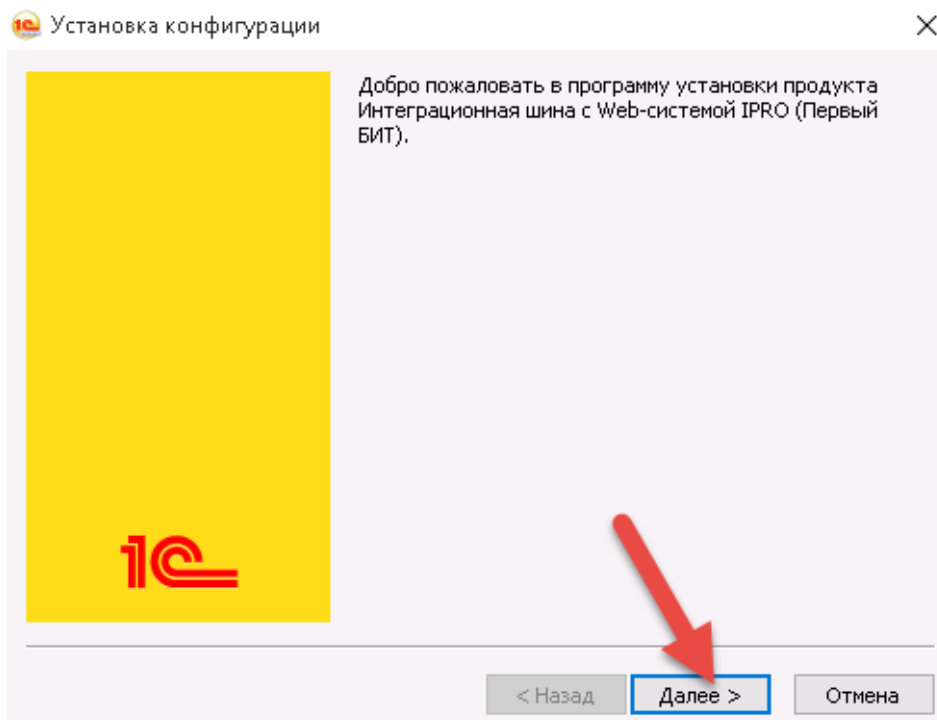 Установка конфигурации
Добро пожаловать в программу установки продукта
Интеграционная шина с Web-системой IPRO (Первый
БИТ).
1С
< Назад
Далее >
Отмена